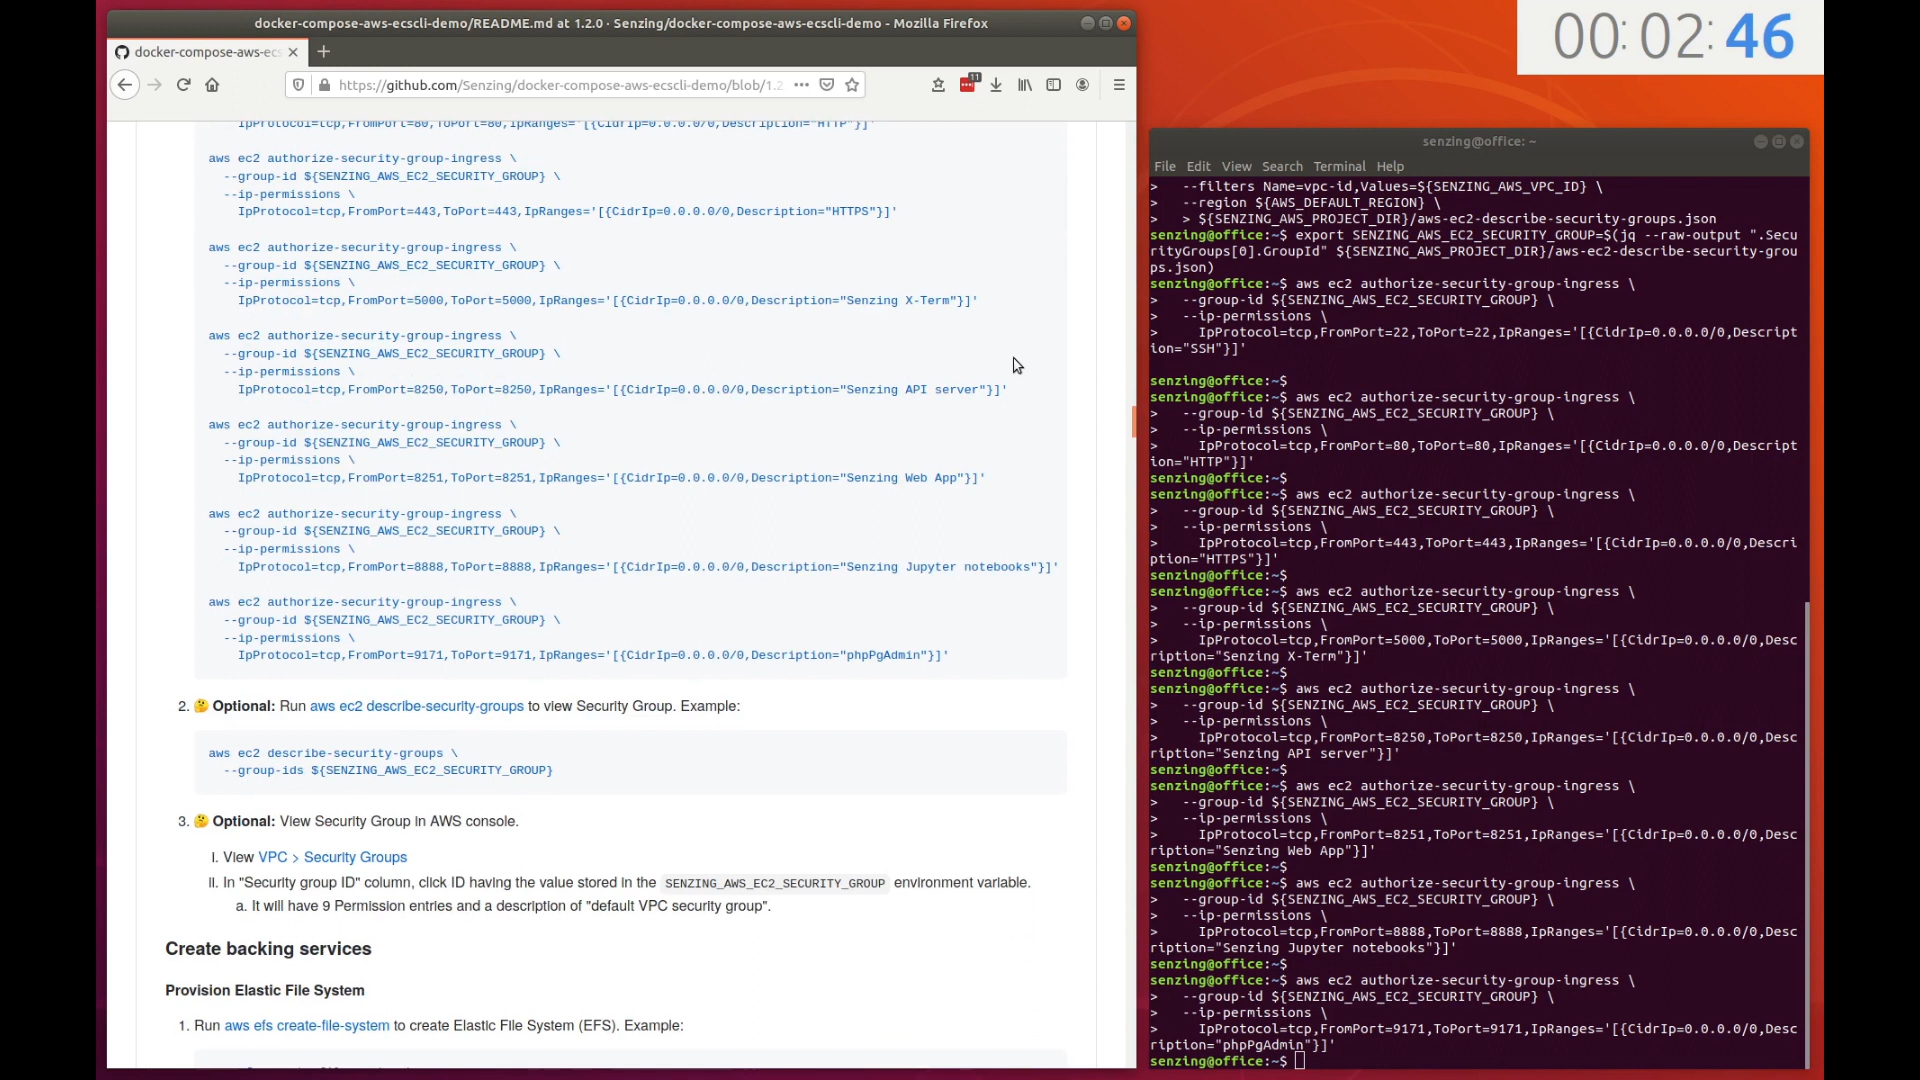 docker-compose-aws-ecscli-demo/README.md at 1.2.0 · Senzing/docker-compose-aws-ecscli-demo - Mozilla Firefox
docker-compose-aws-ecs
https://github.com/Senzing/docker-compose-aws-ecscli-demo/blob/1.2
11
IpProtocol=tcp,FromPort=80,ToPort=80,IpRanges='[{CidrIp=0.0.0.0/0,Description="HTTP"}]'
aws ec2 authorize-security-group-ingress \
--group-id ${SENZING_AWS_EC2_SECURITY_GROUP} \
--ip-permissions \
IpProtocol=tcp,FromPort=443,ToPort=443,IpRanges='[{CidrIp=0.0.0.0/0,Description="HTTPS"}]'
aws ec2 authorize-security-group-ingress \
--group-id ${SENZING_AWS_EC2_SECURITY_GROUP} \
--ip-permissions \
IpProtocol=tcp,FromPort=5000,ToPort=5000,IpRanges='[{CidrIp=0.0.0.0/0,Description="Senzing X-Term"}]'
aws ec2 authorize-security-group-ingress \
--group-id ${SENZING_AWS_EC2_SECURITY_GROUP} \
--ip-permissions \
IpProtocol=tcp,FromPort=8250,ToPort=8250,IpRanges='[{CidrIp=0.0.0.0/0,Description="Senzing API server"}]'
aws ec2 authorize-security-group-ingress \
--group-id ${SENZING_AWS_EC2_SECURITY_GROUP} \
--ip-permissions \
IpProtocol=tcp,FromPort=8251,ToPort=8251,IpRanges='[{CidrIp=0.0.0.0/0,Description="Senzing Web App"}]'
aws ec2 authorize-security-group-ingress \
--group-id ${SENZING_AWS_EC2_SECURITY_GROUP} \
--ip-permissions \
IpProtocol=tcp,FromPort=8888,ToPort=8888,IpRanges='[{CidrIp=0.0.0.0/0,Description="Senzing Jupyter notebooks"}]'
aws ec2 authorize-security-group-ingress \
--group-id ${SENZING_AWS_EC2_SECURITY_GROUP} \
--ip-permissions \
IpProtocol=tcp,FromPort=9171,ToPort=9171,IpRanges='[{CidrIp=0.0.0.0/0,Description="phpPgAdmin"}]'
2. 🤔 Optional: Run aws ec2 describe-security-groups to view Security Group. Example:
aws ec2 describe-security-groups \
--group-ids ${SENZING_AWS_EC2_SECURITY_GROUP}
3. 🤔 Optional: View Security Group in AWS console.
I. View VPC > Security Groups
II. In "Security group ID" column, click ID having the value stored in the SENZING_AWS_EC2_SECURITY_GROUP environment variable.
a. It will have 9 Permission entries and a description of "default VPC security group".
Create backing services
Provision Elastic File System
1. Run aws efs create-file-system to create Elastic File System (EFS). Example:
00:02:46
senzing@office: ~
File Edit View Search Terminal Help
> --filters Name=vpc-id,Values=${SENZING_AWS_VPC_ID} \
> --region ${AWS_DEFAULT_REGION} \
> > ${SENZING_AWS_PROJECT_DIR}/aws-ec2-describe-security-groups.json
senzing@office:~$ export SENZING_AWS_EC2_SECURITY_GROUP=$(jq --raw-output ".Secu
rityGroups[0].GroupId" ${SENZING_AWS_PROJECT_DIR}/aws-ec2-describe-security-grou
ps.json)
senzing@office:~$ aws ec2 authorize-security-group-ingress \
> --group-id ${SENZING_AWS_EC2_SECURITY_GROUP} \
> --ip-permissions \
> IpProtocol=tcp,FromPort=22,ToPort=22,IpRanges='[{CidrIp=0.0.0.0/0,Descript
ion="SSH"}]'
senzing@office:~$
senzing@office:~$ aws ec2 authorize-security-group-ingress \
> --group-id ${SENZING_AWS_EC2_SECURITY_GROUP} \
> --ip-permissions \
> IpProtocol=tcp,FromPort=80,ToPort=80,IpRanges='[{CidrIp=0.0.0.0/0,Descript
ion="HTTP"}]'
senzing@office:~$
senzing@office:~$ aws ec2 authorize-security-group-ingress \
> --group-id ${SENZING_AWS_EC2_SECURITY_GROUP} \
> --ip-permissions \
> IpProtocol=tcp,FromPort=443,ToPort=443,IpRanges='[{CidrIp=0.0.0.0/0,Descri
ption="HTTPS"}]'
senzing@office:~$
senzing@office:~$ aws ec2 authorize-security-group-ingress \
> --group-id ${SENZING_AWS_EC2_SECURITY_GROUP} \
> --ip-permissions \
> IpProtocol=tcp,FromPort=5000,ToPort=5000,IpRanges='[{CidrIp=0.0.0.0/0,Desc
ription="Senzing X-Term"}]'
senzing@office:~$
senzing@office:~$ aws ec2 authorize-security-group-ingress \
> --group-id ${SENZING_AWS_EC2_SECURITY_GROUP} \
> --ip-permissions \
> IpProtocol=tcp,FromPort=8250,ToPort=8250,IpRanges='[{CidrIp=0.0.0.0/0,Desc
ription="Senzing API server"}]'
senzing@office:~$
senzing@office:~$ aws ec2 authorize-security-group-ingress \
> --group-id ${SENZING_AWS_EC2_SECURITY_GROUP} \
> --ip-permissions \
> IpProtocol=tcp,FromPort=8251,ToPort=8251,IpRanges='[{CidrIp=0.0.0.0/0,Desc
ription="Senzing Web App"}]'
senzing@office:~$
senzing@office:~$ aws ec2 authorize-security-group-ingress \
> --group-id ${SENZING_AWS_EC2_SECURITY_GROUP} \
> --ip-permissions \
> IpProtocol=tcp,FromPort=8888,ToPort=8888,IpRanges='[{CidrIp=0.0.0.0/0,Desc
ription="Senzing Jupyter notebooks"}]'
senzing@office:~$
senzing@office:~$ aws ec2 authorize-security-group-ingress \
> --group-id ${SENZING_AWS_EC2_SECURITY_GROUP} \
> --ip-permissions \
> IpProtocol=tcp,FromPort=9171,ToPort=9171,IpRanges='[{CidrIp=0.0.0.0/0,Desc
ription="phpPgAdmin"}]'
senzing@office:~$